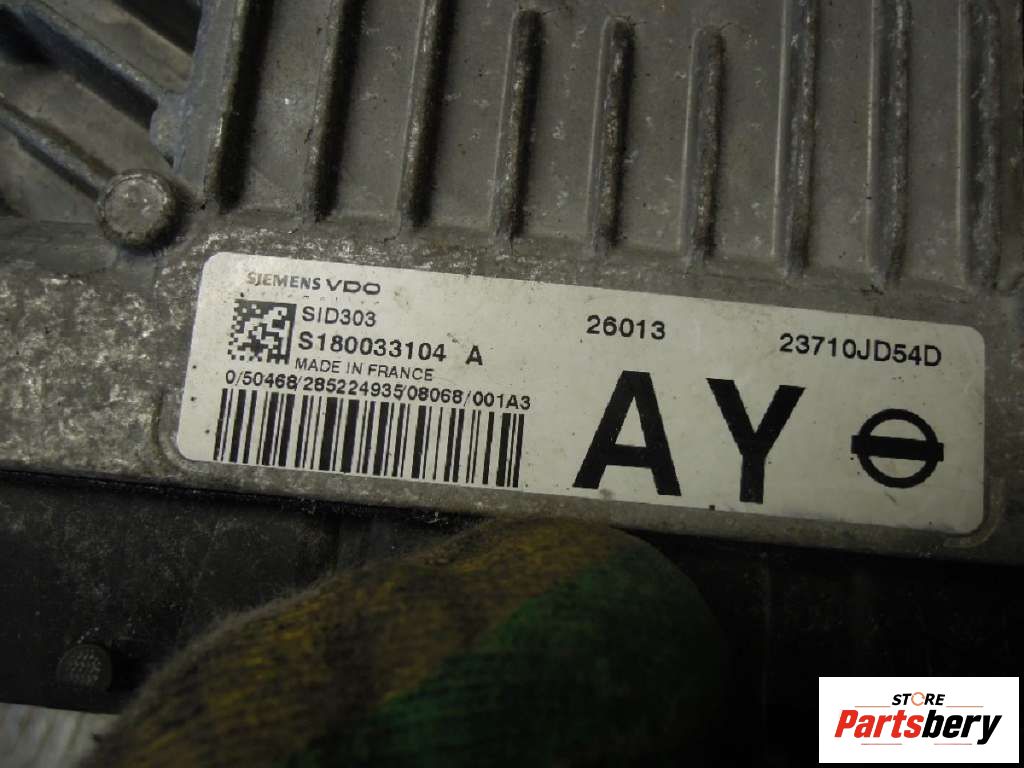 SIEMENS VDO
SID303
S180033104 A
MADE IN FRANCE
0/50468/285224935/08068/001A3
26013
23710JD54D
AY
STORE
Partsbery